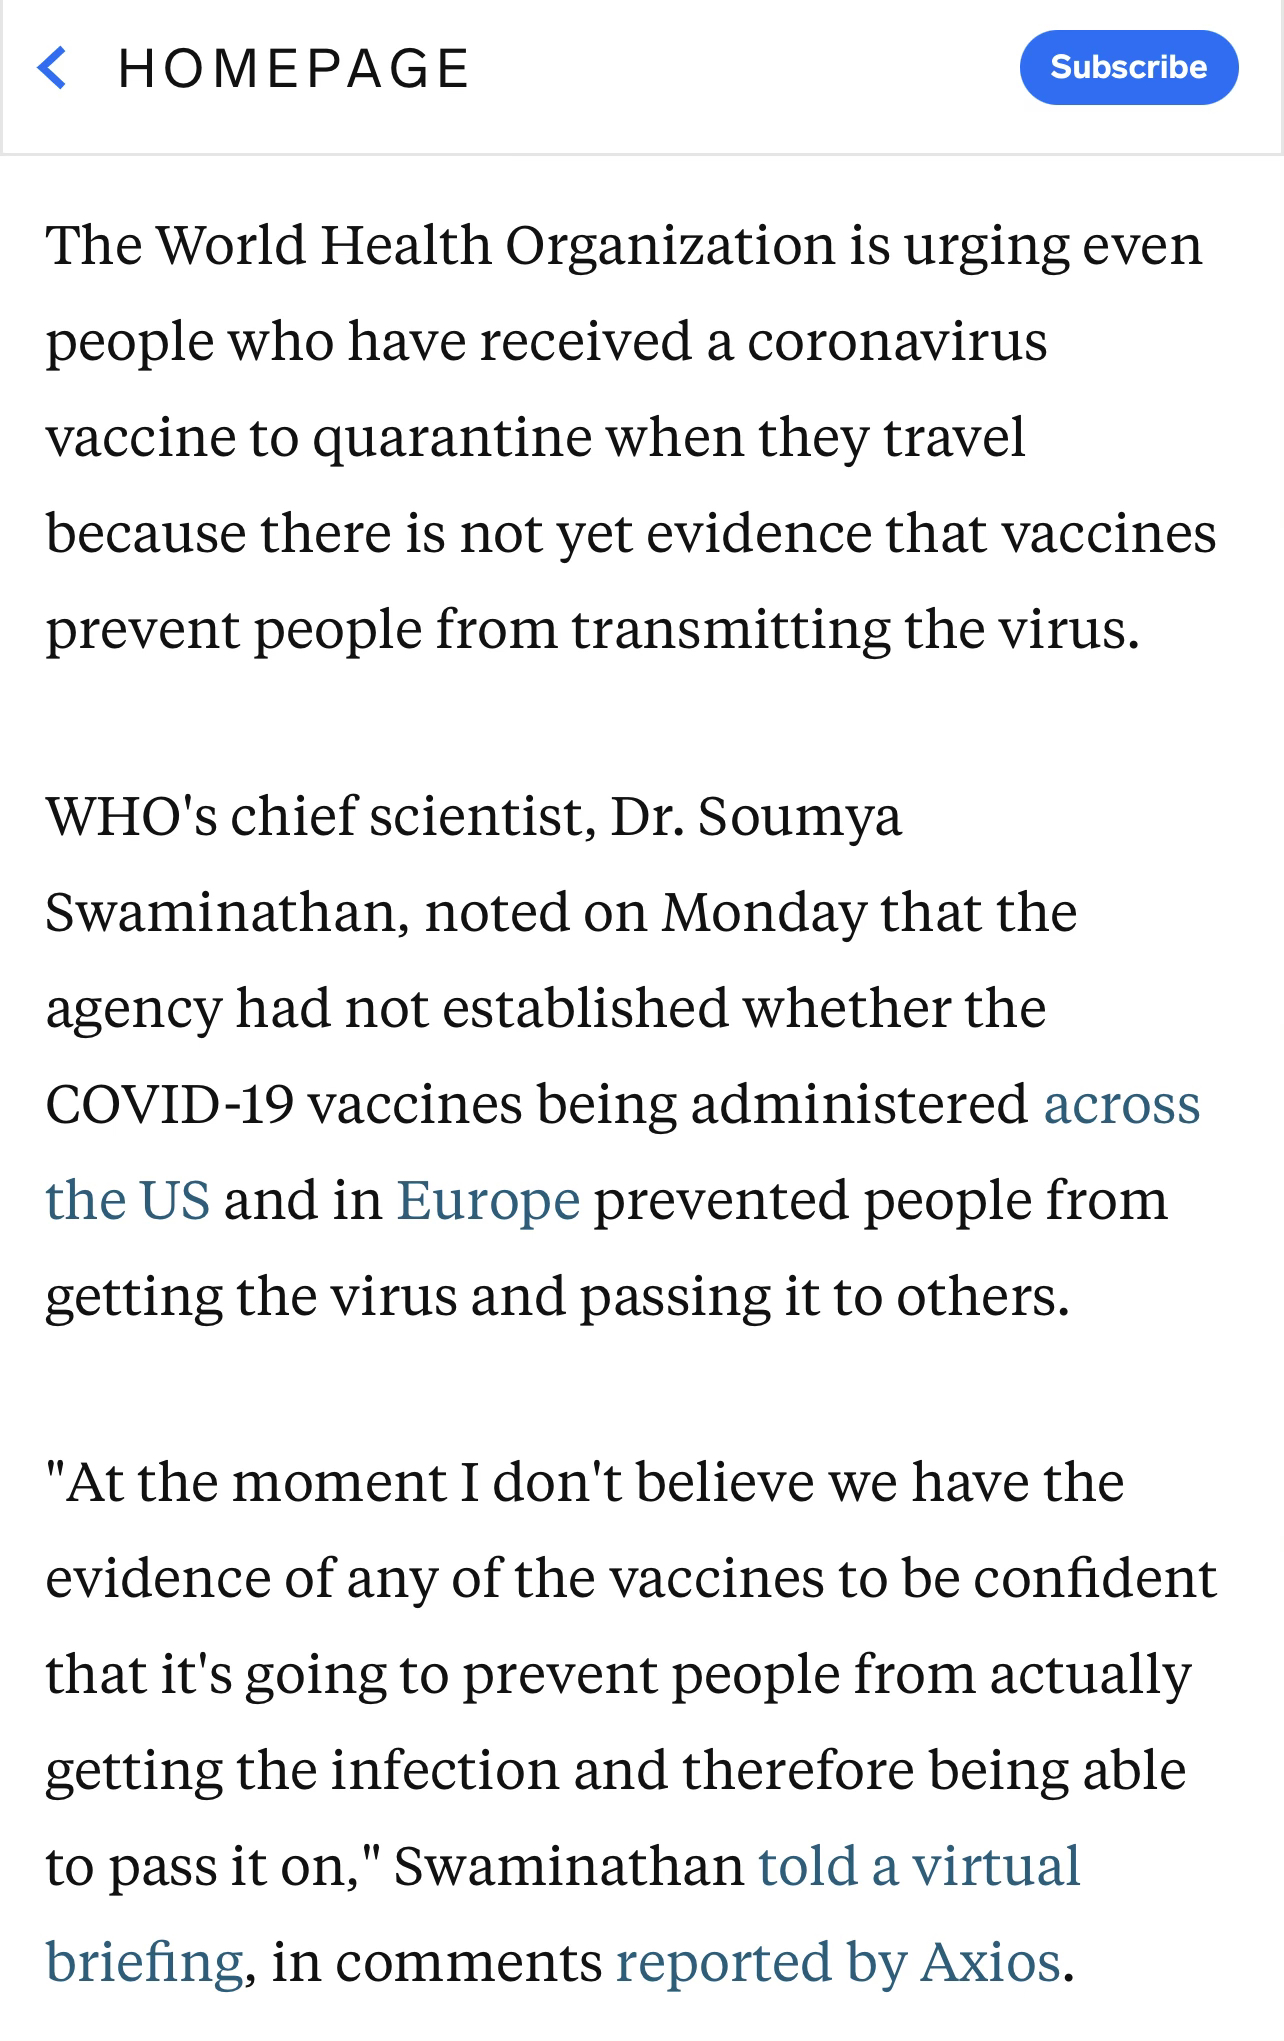 HOMEPAGE
Subscribe
The World Health Organization is urging even
people who have received a coronavirus
vaccine to quarantine when they travel
because there is not yet evidence that vaccines
prevent people from transmitting the virus.
WHO's chief scientist, Dr. Soumya
Swaminathan, noted on Monday that the
agency had not established whether the
COVID-19 vaccines being administered across
the US and in Europe prevented people from
getting the virus and passing it to others.
"At the moment I don't believe we have the
evidence of any of the vaccines to be confident
that it's going to prevent people from actually
getting the infection and therefore being able
to pass it on," Swaminathan told a virtual
briefing, in comments reported by Axios.